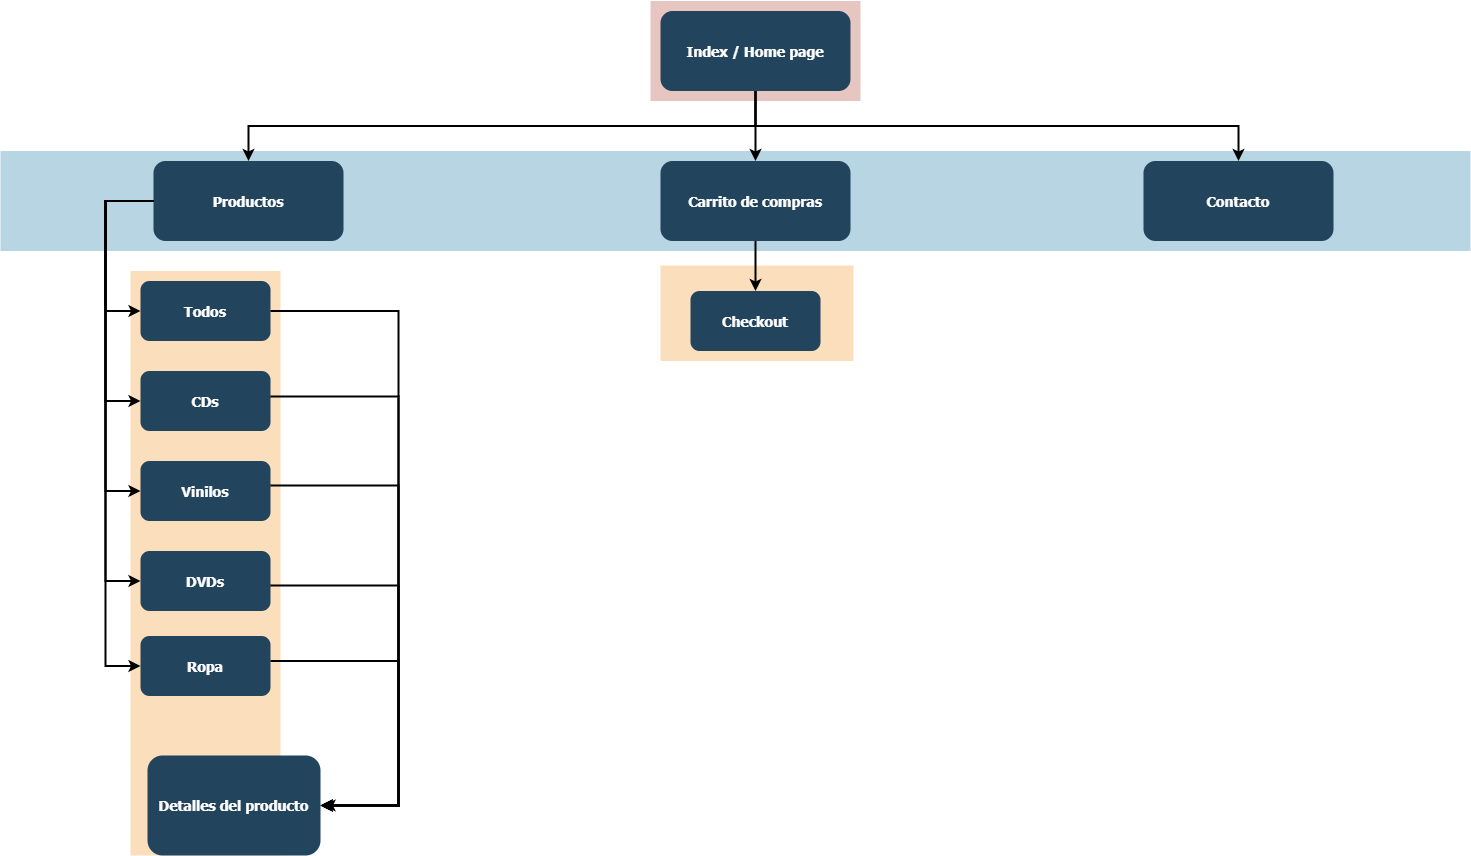 Index / Home page
Productos
Carrito de compras
Contacto
Todos
Checkout
CDs
Vinilos
DVDs
Ropa
Detalles del producto